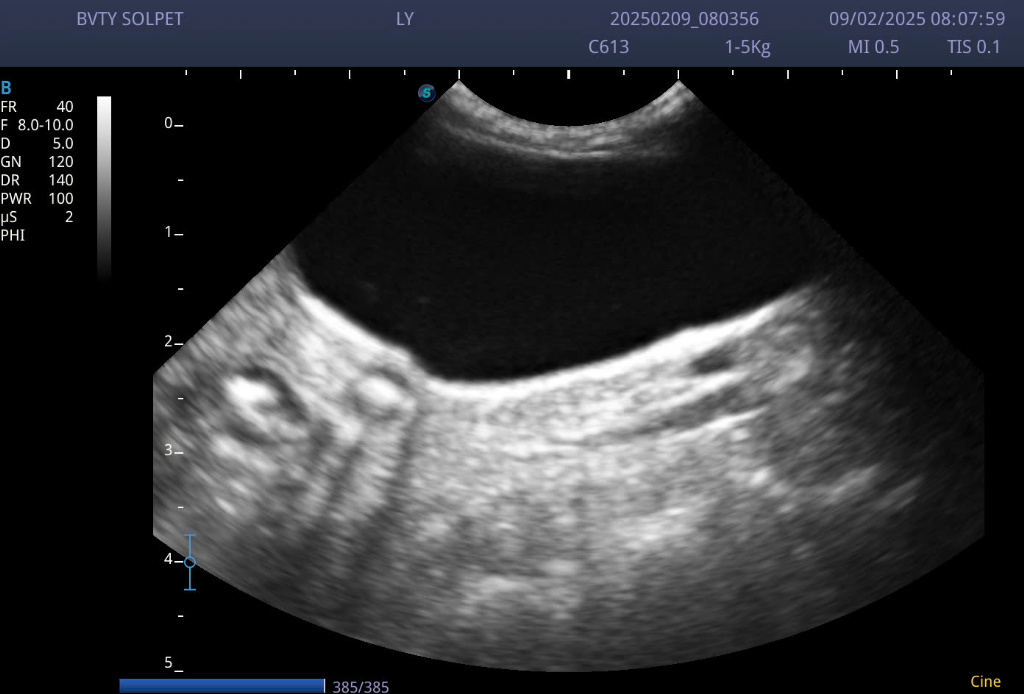 BVTY SOLPET LY 20250209_080356 09/02/2025 08:07:59
C613 1-5Kg MI 0.5 TIS 0.1
B
FR 40
F 8.0-10.0
D 5.0
GN 120
DR 140
PWR 100
µS 2
PHI
S
0
1
2
3
4
5
385/385
Cine